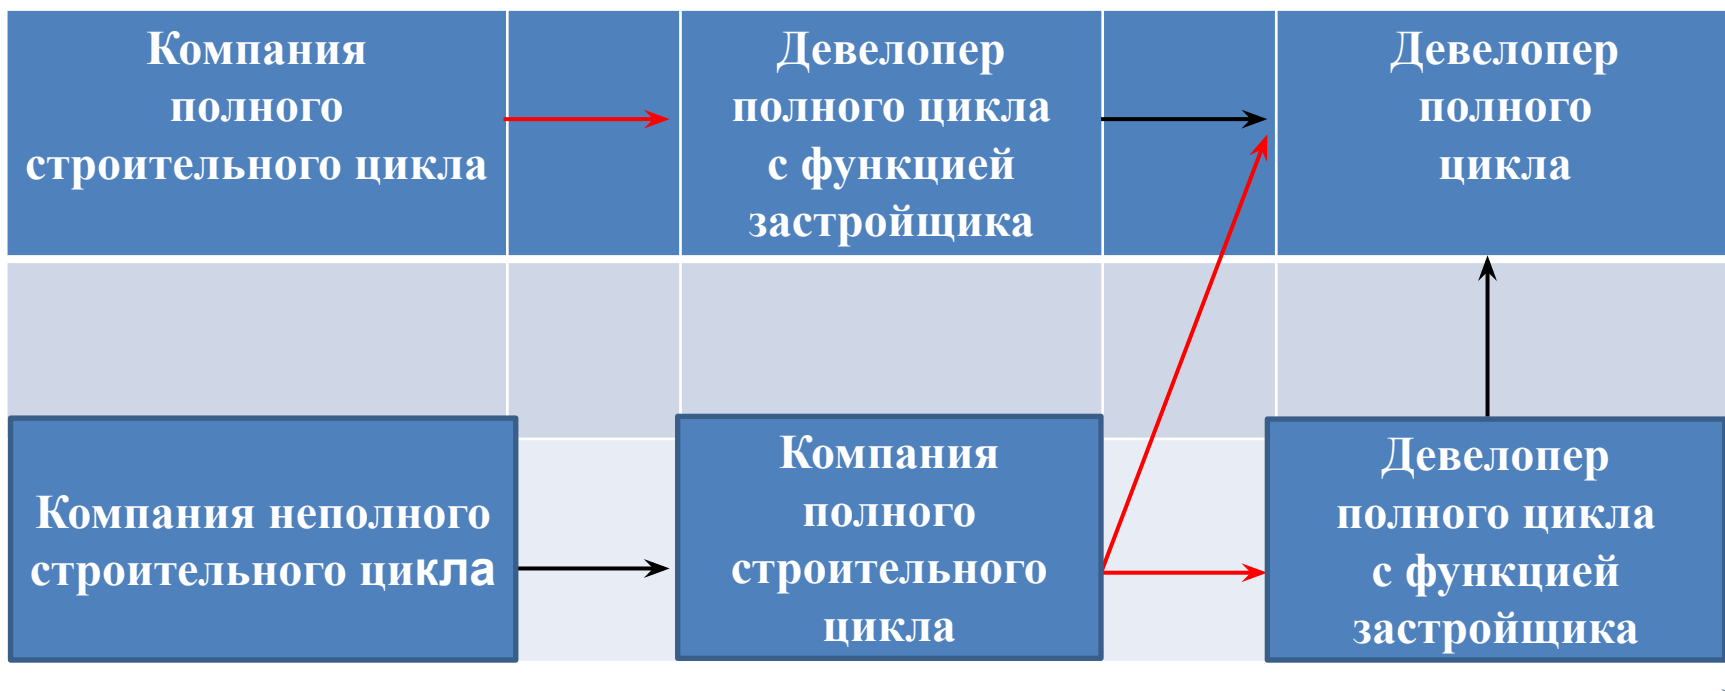 Компания
полного
строительного цикла
Девелопер
полного цикла
с функцией
застройщика
Девелопер
полного
цикла
Компания неполного
строительного цикла
Компания
полного
строительного
цикла
Девелопер
полного цикла
с функцией
застройщика